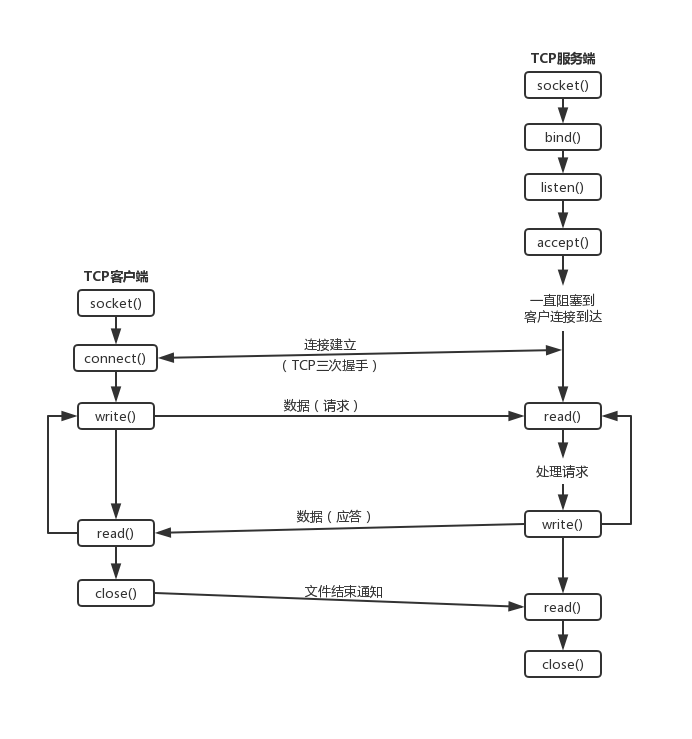 TCP服务端
socket()
bind()
listen()
accept()
一直阻塞到
客户连接到达
TCP客户端
socket()
connect()
连接建立
（TCP三次握手）
write()
数据（请求）
read()
处理请求
write()
数据（应答）
read()
close()
文件结束通知
read()
close()